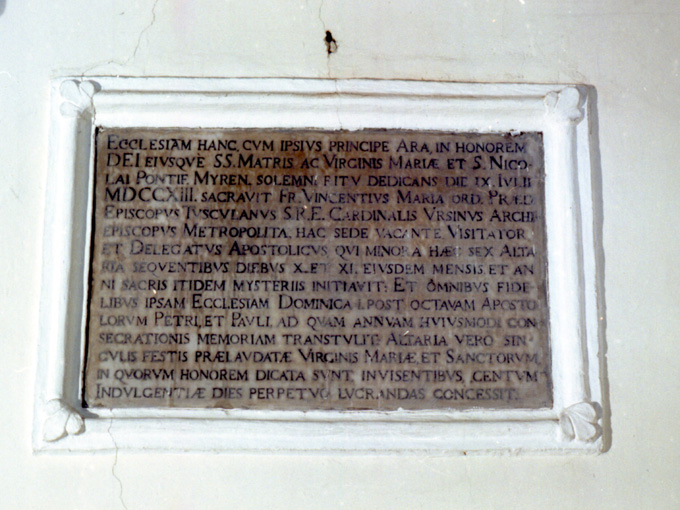 ECCLESIAM HANC, CVM IPSIVS PRINCIPE ARA, IN HONOREM
DEI EIVSQVE SS. MATRIS AC VIRGINIS MARIÆ ET S. NICO-
LAI PONTIF. MYREN. SOLEMNI RITV DEDICANS DIE IX. IVLII
MDCCXIII. SACRAVIT FR. VINCENTIVS MARIA ORD. PRÆD.
EPISCOPVS TVSCVLANVS S.R.E. CARDINALIS VRSINVS ARCHI-
EPISCOPVS METROPOLITA, HAC SEDE VACANTE VISITATOR,
ET DELEGATVS APOSTOLICVS QVI MINORA HÆC SEX ALTA-
RIA SEQVENTIBVS DIEBVS X. ET XI. EIVSDEM MENSIS, ET AN-
NI SACRIS ITIDEM MYSTERIIS INITIAVIT: ET OMNIBVS FIDE-
LIBVS IPSAM ECCLESIAM DOMINICA I. POST OCTAVAM APOSTO-
LORVM PETRI, ET PAVLI, AD QVAM ANNVAM HVIVSMODI CON-
SECRATIONIS MEMORIAM TRANSTVLIT: ALTARIA VERO SIN-
GVLIS FESTIS PRÆLAVDATÆ VIRGINIS MARIÆ, ET SANCTORVM,
IN QVORVM HONOREM DICATA SVNT, INVISENTIBVS, CENTVM
INDVLGENTIÆ DIES PERPETVO LVCRANDAS CONCESSIT.